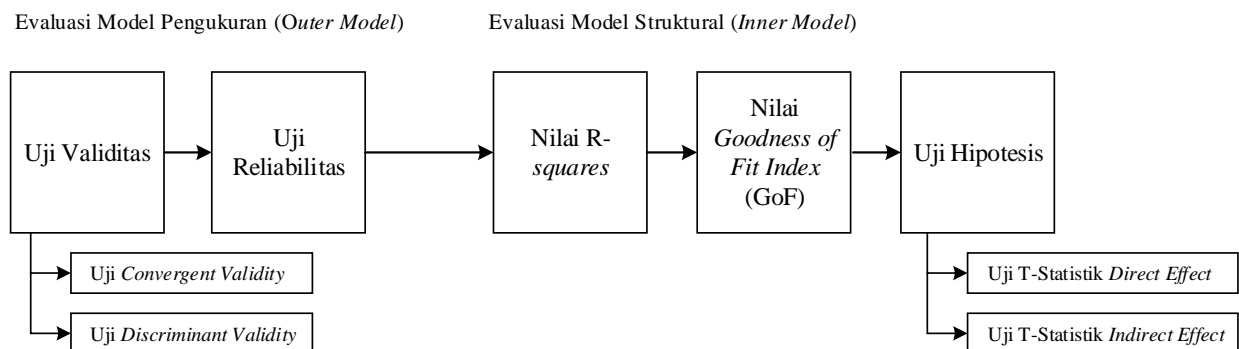 Evaluasi Model Pengukuran (Outer Model)
Evaluasi Model Struktural (Inner Model)
Uji Validitas
Uji
Reliabilitas
Nilai R-
squares
Nilai
Goodness of
Fit Index
(GoF)
Uji Hipotesis
Uji Convergent Validity
Uji Discriminant Validity
Uji T-Statistik Direct Effect
Uji T-Statistik Indirect Effect